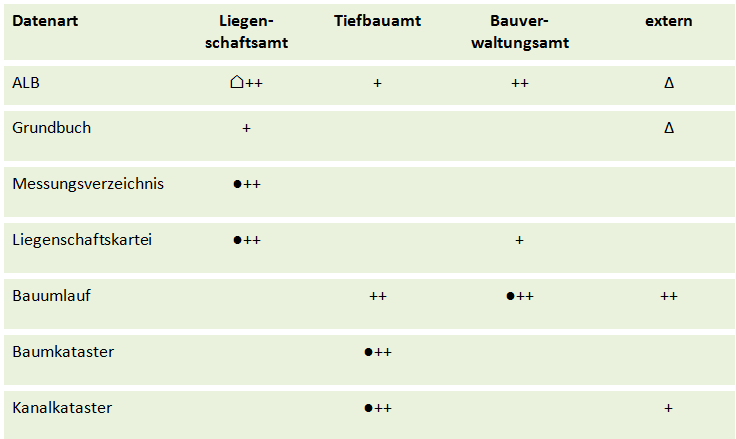 Datenart Liegen- Tiefbauamt Bauver- extern
schaftsamt waltungsamt
ALB ⌂++ + ++ Δ
Grundbuch + Δ
Messungsverzeichnis ●++
Liegenschaftskartei ●++ +
Bauumlauf ++ ●++ ++
Baumkataster ●++
Kanalkataster ●++ +